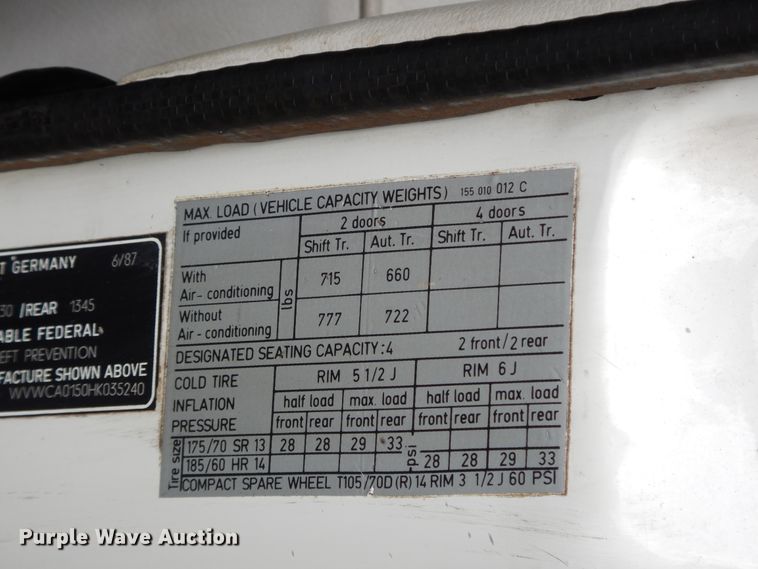 MAX. LOAD (VEHICLE CAPACITY WEIGHTS) 155 010 012 C
If provided 2 doors 4 doors
Shift Tr. Aut. Tr. Shift Tr. Aut. Tr.
With Air-conditioning lbs 715 660
Without Air-conditioning 777 722
DESIGNATED SEATING CAPACITY: 4 2 front/2 rear
COLD TIRE INFLATION PRESSURE RIM 5 1/2 J RIM 6 J
half load max. load half load max. load
front rear front rear front rear front rear
Tire size 175/70 SR 13 28 28 29 33 psi
185/60 HR 14 28 28 29 33
COMPACT SPARE WHEEL T105/70D (R) 14 RIM 3 1/2 J 60 PSI
GERMANY 6/87
30 /REAR 1345
ABLE FEDERAL
EFT PREVENTION
FACTURE SHOWN ABOVE
WVWCA0150HK035240
Purple Wave Auction